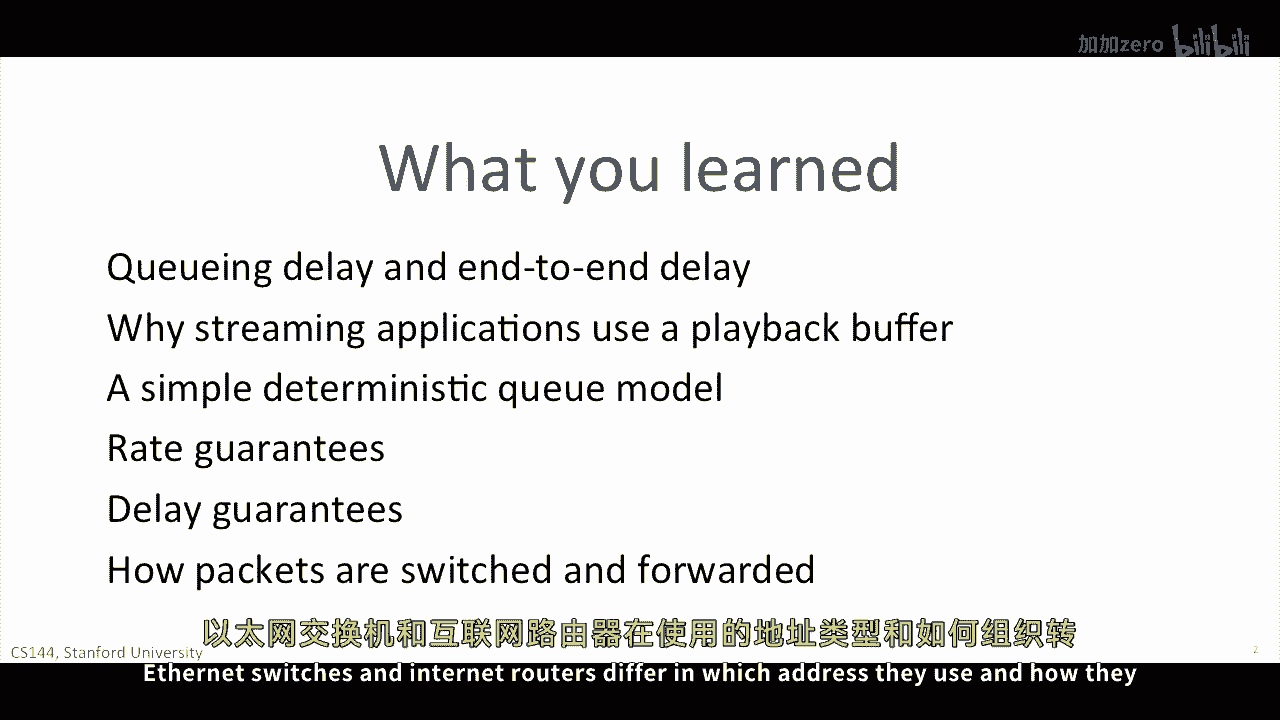 加加zero bilibili
What you learned
Queueing delay and end-to-end delay
Why streaming applications use a playback buffer
A simple deterministic queue model
Rate guarantees
Delay guarantees
How packets are switched and forwarded
以太网交换机和互联网路由器在使用的地址类型和如何组织转
CS144, Stanford University
2
Ethernet switches and internet routers differ in which address they use and how they